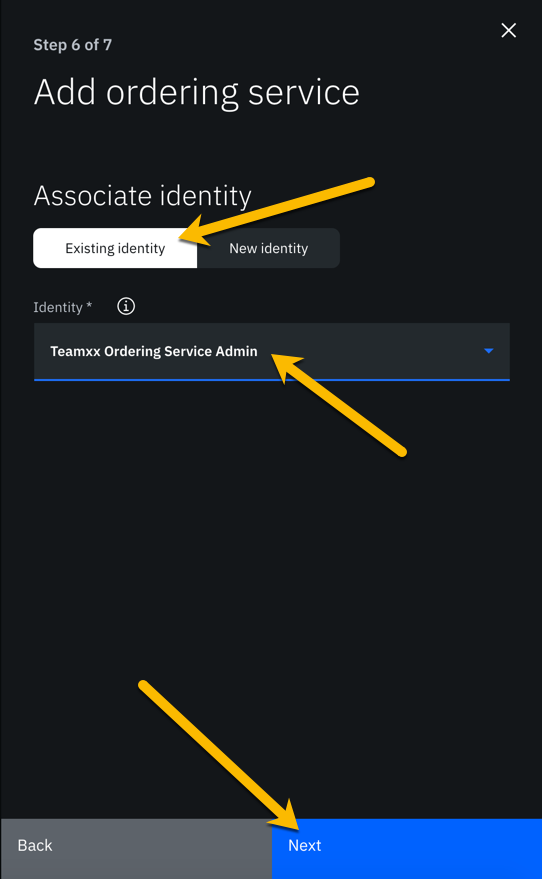 Step 6 of 7
Add ordering service
Associate identity
Existing identity
New identity
Identity *
Teamxx Ordering Service Admin
Back
Next